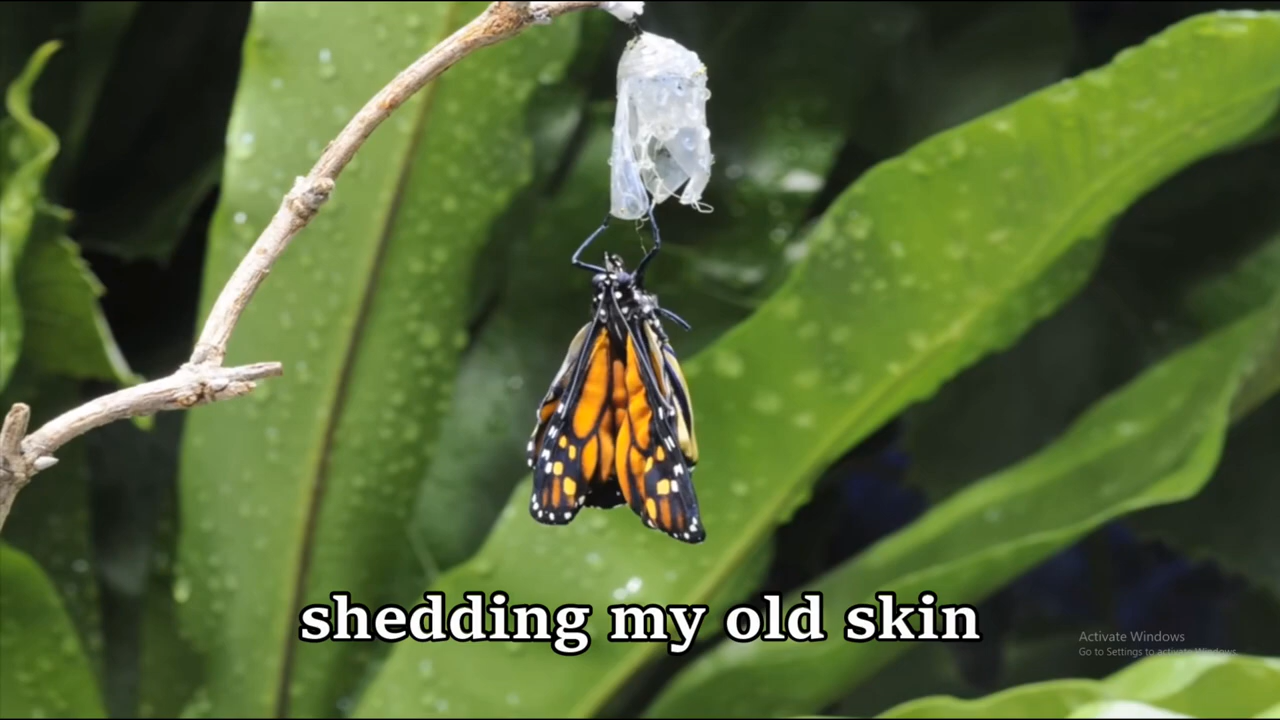 shedding my old skin
Activate Windows
Go to Settings to activate Windows.